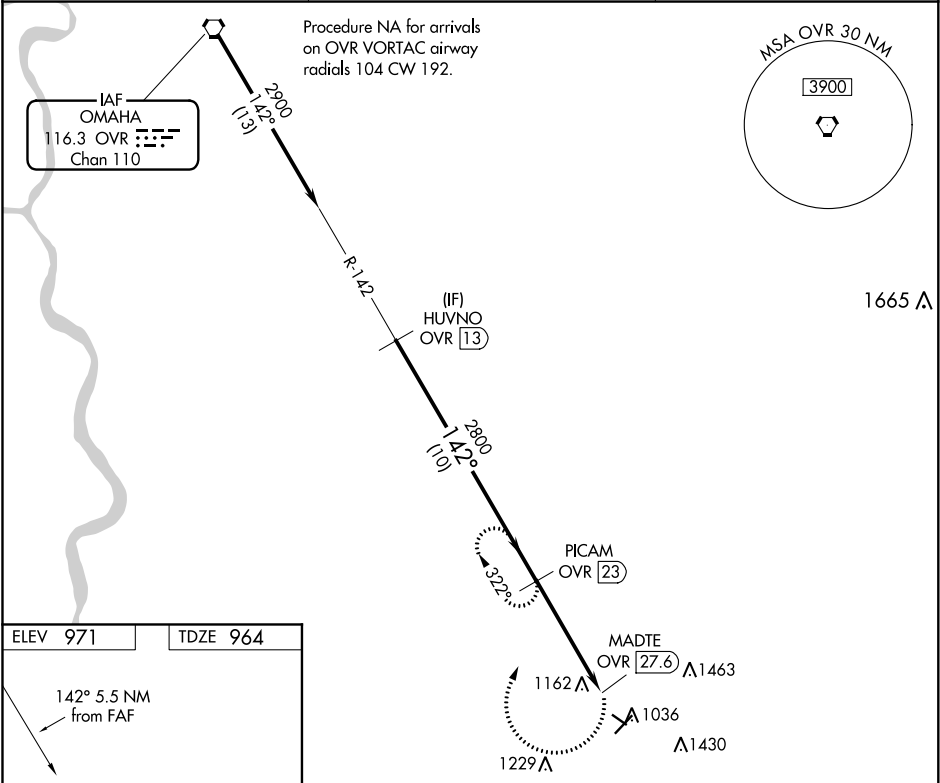 Procedure NA for arrivals
on OVR VORTAC airway
radials 104 CW 192.
MSA OVR 30 NM
3900
IAF
OMAHA
116.3 OVR
Chan 110
2900
142°
(13)
R-142
(IF)
HUVNO
OVR 13
1665
2800
142°
(10)
322°
PICAM
OVR 23
MADTE
OVR 27.6
1463
1162
1036
1430
1229
ELEV 971
TDZE 964
142° 5.5 NM
from FAF